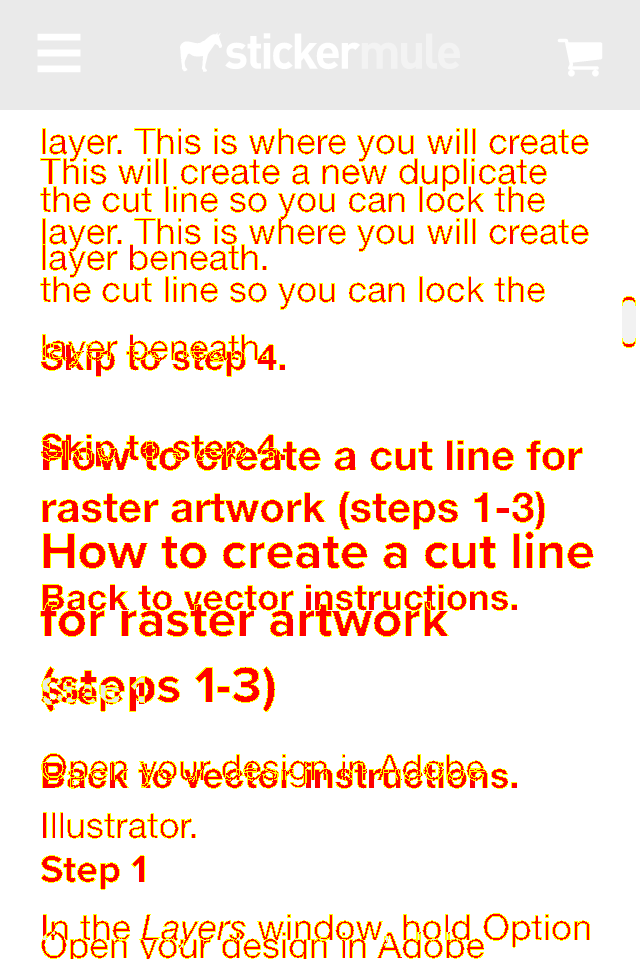 stickermule
layer. This is where you will create
This will create a new duplicate
the cut line so you can lock the
layer. This is where you will create
layer beneath.
the cut line so you can lock the
layer beneath.
Skip to step 4.
Skip to step 4.
How to create a cut line for
raster artwork (steps 1-3)
How to create a cut line
Back to vector instructions.
for raster artwork
(steps 1-3)
Step 1
Open your design in Adobe
Back to vector instructions.
Illustrator.
Step 1
In the Layers window, hold Option
Open your design in Adobe